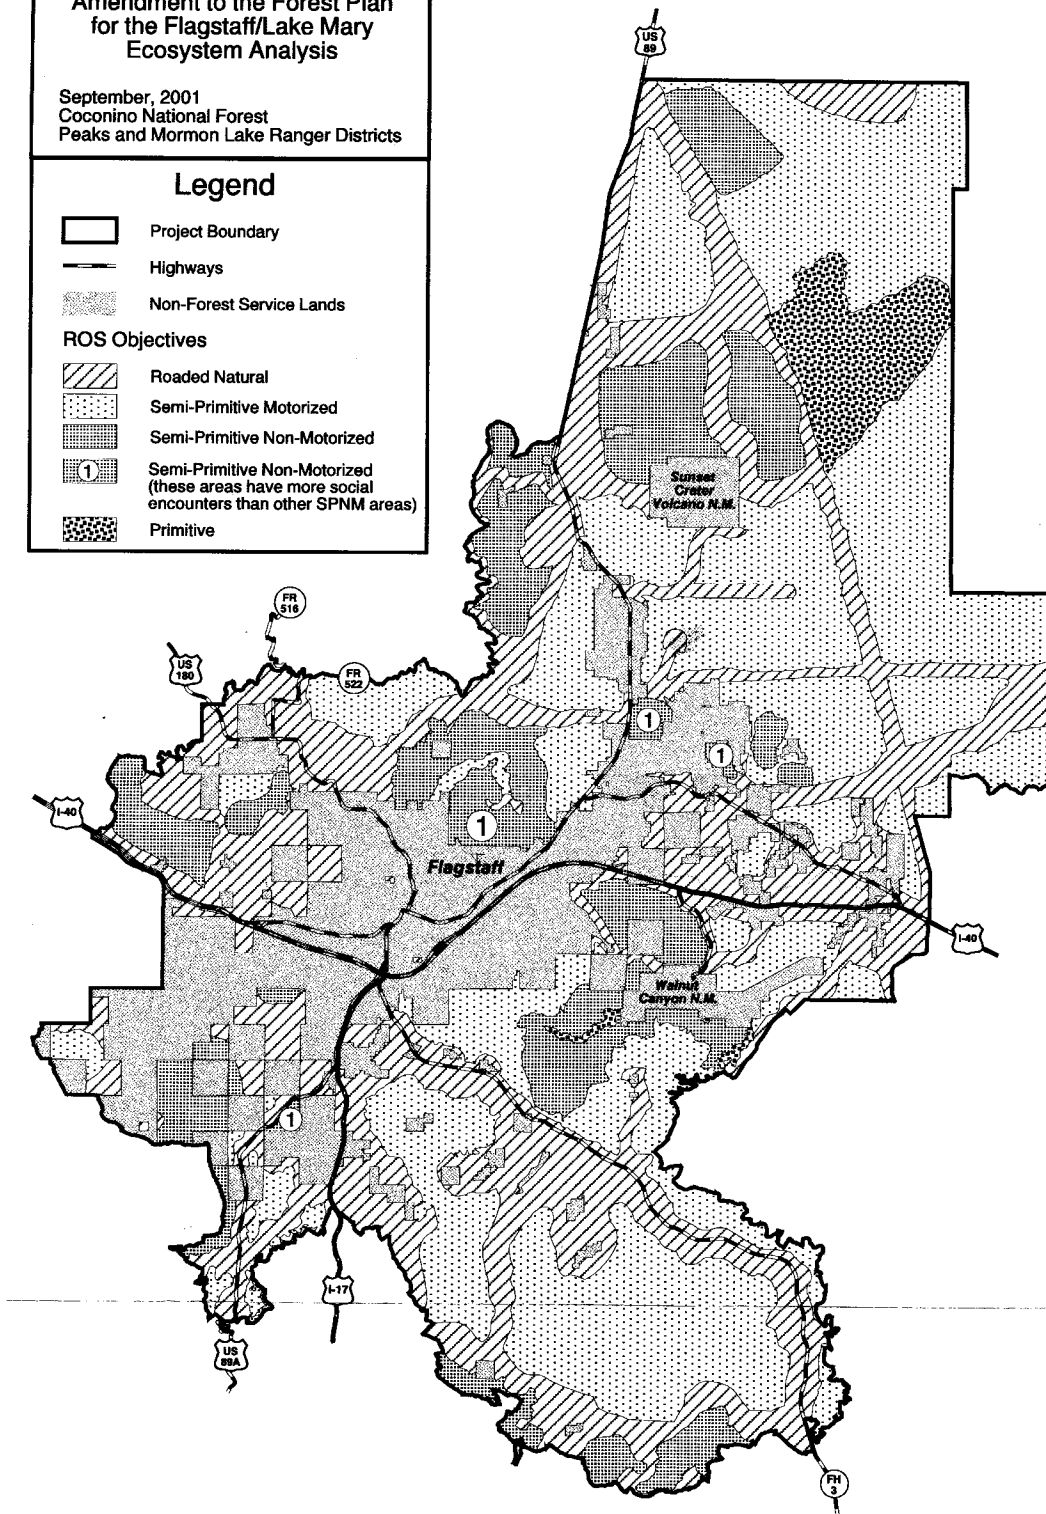 Amendment to the Forest Plan
for the Flagstaff/Lake Mary
Ecosystem Analysis
September, 2001
Coconino National Forest
Peaks and Mormon Lake Ranger Districts
Legend
Project Boundary
Highways
Non-Forest Service Lands
ROS Objectives
Roaded Natural
Semi-Primitive Motorized
Semi-Primitive Non-Motorized
1
Semi-Primitive Non-Motorized
(these areas have more social
encounters than other SPNM areas)
Primitive
US
89
Sunset
Crater
Volcano N.M.
FR
516
US
180
FR
522
1
1
I-40
1
Flagstaff
I-40
Walnut
Canyon N.M.
1
I-17
US
89A
FH
3